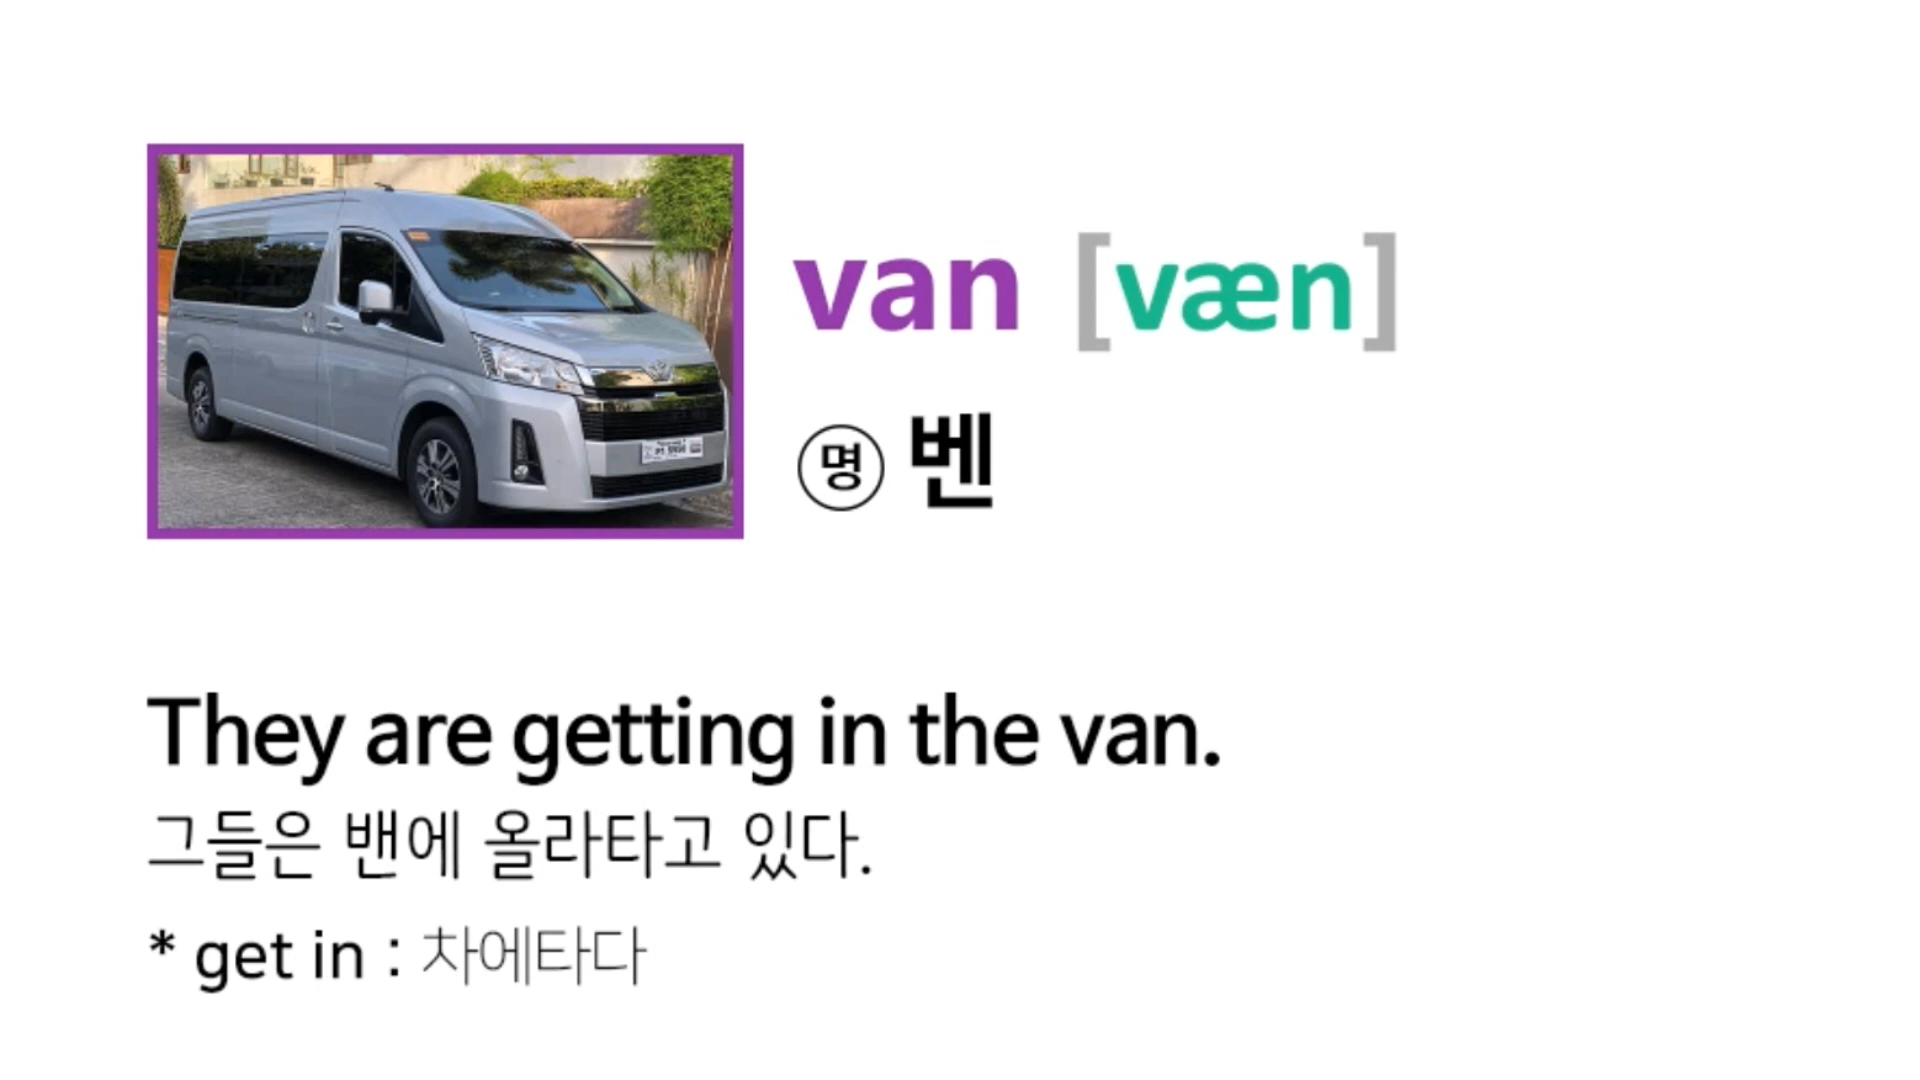 van [væn]
명 벤
They are getting in the van.
그들은 밴에 올라타고 있다.
* get in : 차에타다